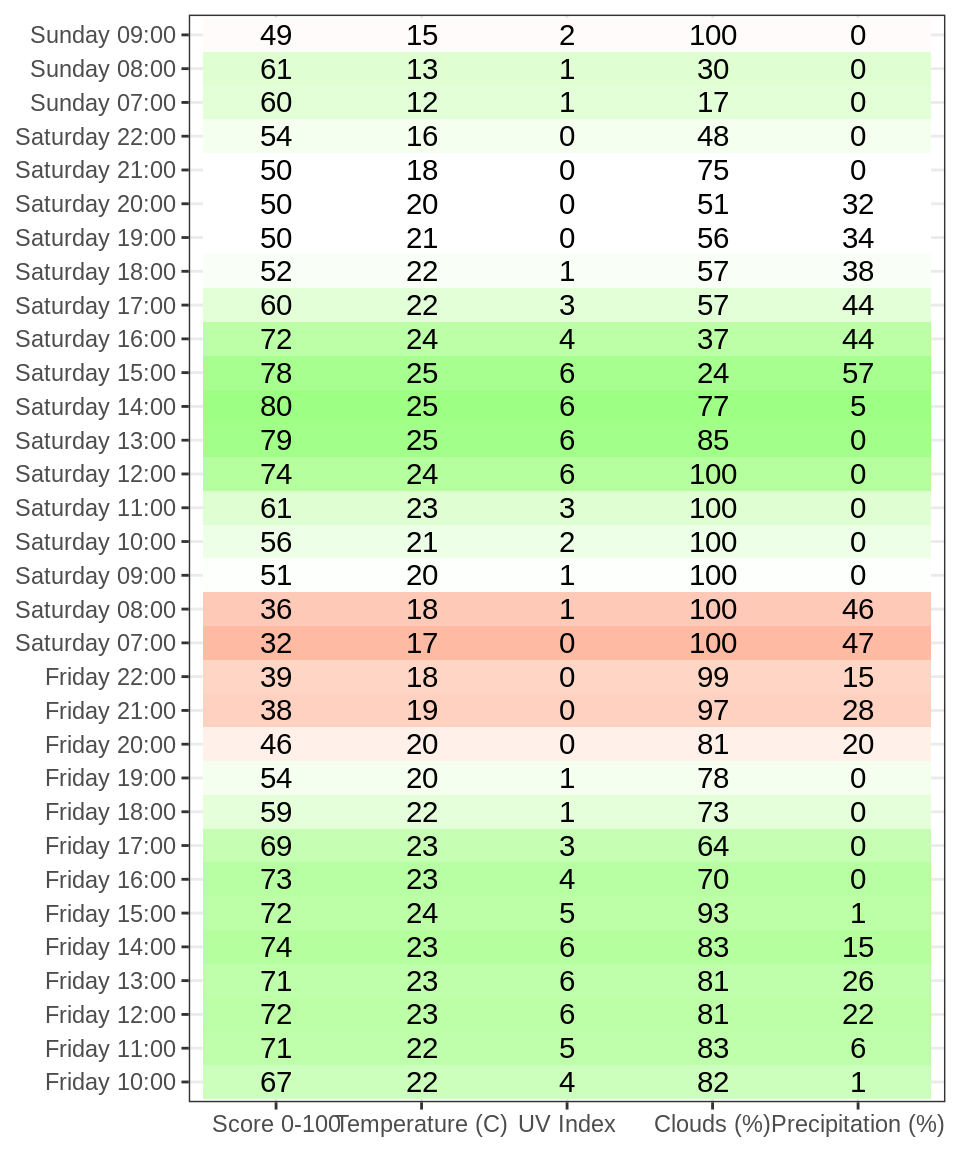 Sunday 09:00 49 15 2 100 0
Sunday 08:00 61 13 1 30 0
Sunday 07:00 60 12 1 17 0
Saturday 22:00 54 16 0 48 0
Saturday 21:00 50 18 0 75 0
Saturday 20:00 50 20 0 51 32
Saturday 19:00 50 21 0 56 34
Saturday 18:00 52 22 1 57 38
Saturday 17:00 60 22 3 57 44
Saturday 16:00 72 24 4 37 44
Saturday 15:00 78 25 6 24 57
Saturday 14:00 80 25 6 77 5
Saturday 13:00 79 25 6 85 0
Saturday 12:00 74 24 6 100 0
Saturday 11:00 61 23 3 100 0
Saturday 10:00 56 21 2 100 0
Saturday 09:00 51 20 1 100 0
Saturday 08:00 36 18 1 100 46
Saturday 07:00 32 17 0 100 47
Friday 22:00 39 18 0 99 15
Friday 21:00 38 19 0 97 28
Friday 20:00 46 20 0 81 20
Friday 19:00 54 20 1 78 0
Friday 18:00 59 22 1 73 0
Friday 17:00 69 23 3 64 0
Friday 16:00 73 23 4 70 0
Friday 15:00 72 24 5 93 1
Friday 14:00 74 23 6 83 15
Friday 13:00 71 23 6 81 26
Friday 12:00 72 23 6 81 22
Friday 11:00 71 22 5 83 6
Friday 10:00 67 22 4 82 1
Score 0-100 Temperature (C) UV Index Clouds (%) Precipitation (%)